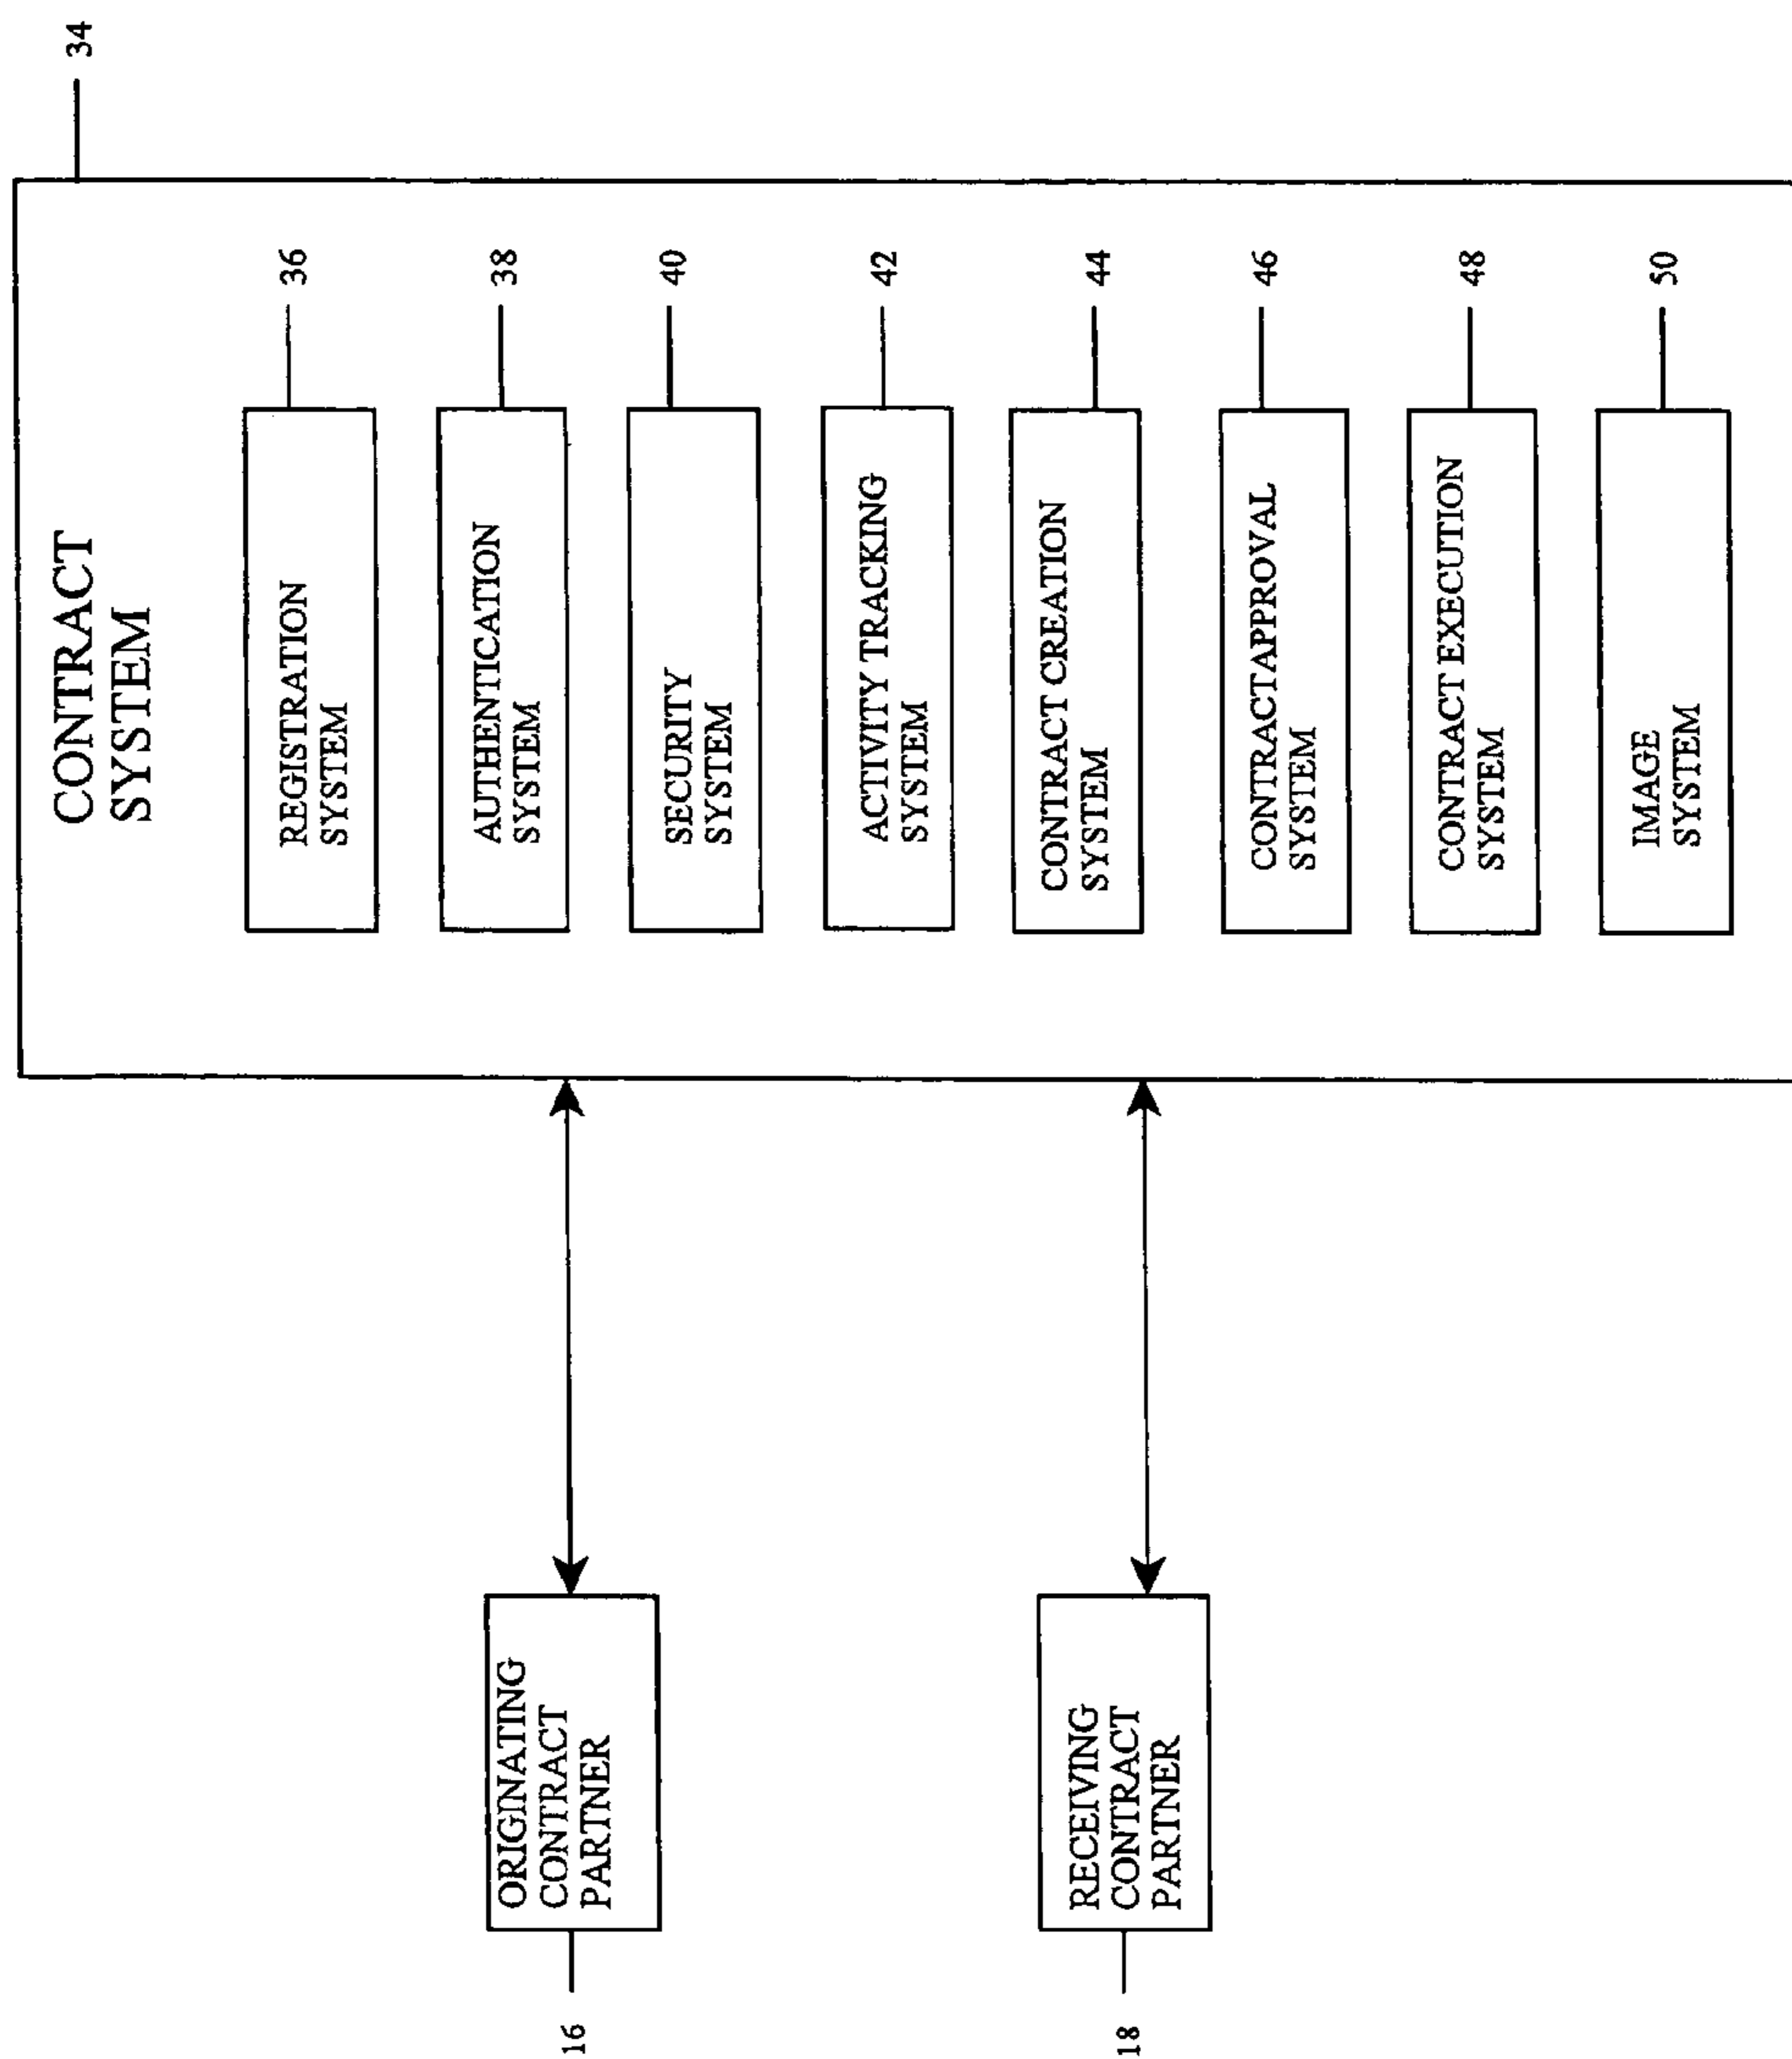 CONTRACT
SYSTEM
34
REGISTRATION
SYSTEM
36
AUTHENTICATION
SYSTEM
38
SECURITY
SYSTEM
40
ACTIVITY TRACKING
SYSTEM
42
CONTRACT CREATION
SYSTEM
44
CONTRACTAPPROVAL
SYSTEM
46
CONTRACT EXECUTION
SYSTEM
48
IMAGE
SYSTEM
50
ORIGINATING
CONTRACT
PARTNER
16
RECEIVING
CONTRACT
PARTNER
18